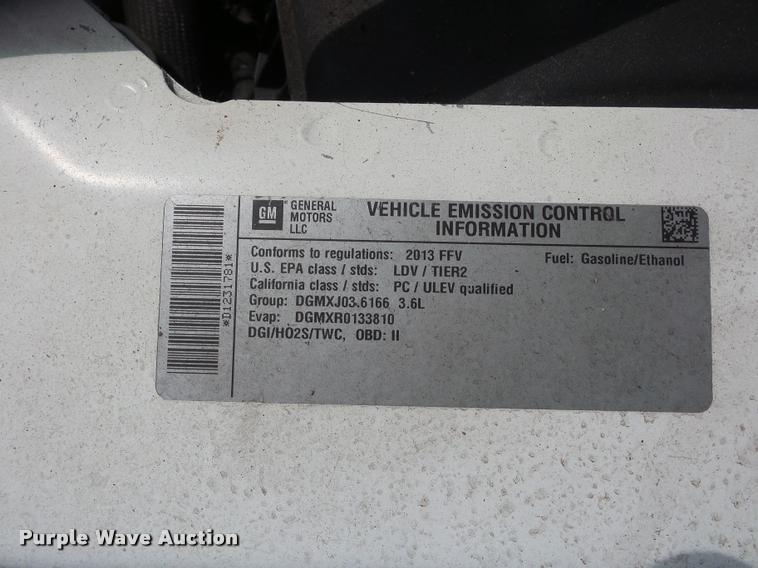 GM GENERAL MOTORS LLC
VEHICLE EMISSION CONTROL
INFORMATION
*D1231781*
Conforms to regulations: 2013 FFV
Fuel: Gasoline/Ethanol
U.S. EPA class / stds: LDV / TIER2
California class / stds: PC / ULEV qualified
Group: DGMXJ03.6166 3.6L
Evap: DGMXR0133810
DGI/HO2S/TWC, OBD: II
Purple Wave Auction